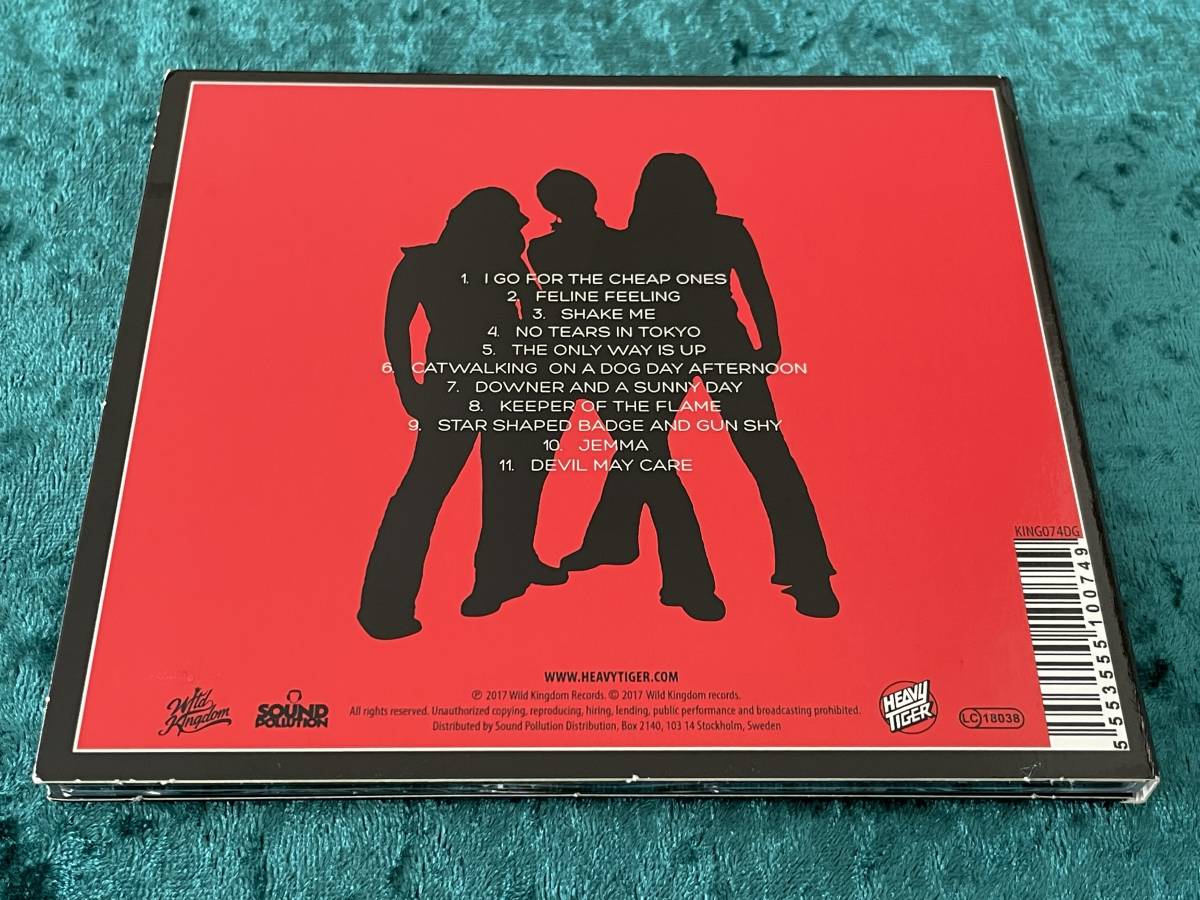 1. I GO FOR THE CHEAP ONES
2. FELINE FEELING
3. SHAKE ME
4. NO TEARS IN TOKYO
5. THE ONLY WAY IS UP
6. CATWALKING ON A DOG DAY AFTERNOON
7. DOWNER AND A SUNNY DAY
8. KEEPER OF THE FLAME
9. STAR SHAPED BADGE AND GUN SHY
10. JEMMA
11. DEVIL MAY CARE
KING074DG
5 553555 100749
WWW.HEAVYTIGER.COM
℗ 2017 Wild Kingdom Records. © 2017 Wild Kingdom records.
All rights reserved. Unauthorized copying, reproducing, hiring, lending, public performance and broadcasting prohibited.
Distributed by Sound Pollution Distribution, Box 2140, 103 14 Stockholm, Sweden
Wild
Kingdom
SOUND
POLLUTION
HEAVY
TIGER
LC 18038